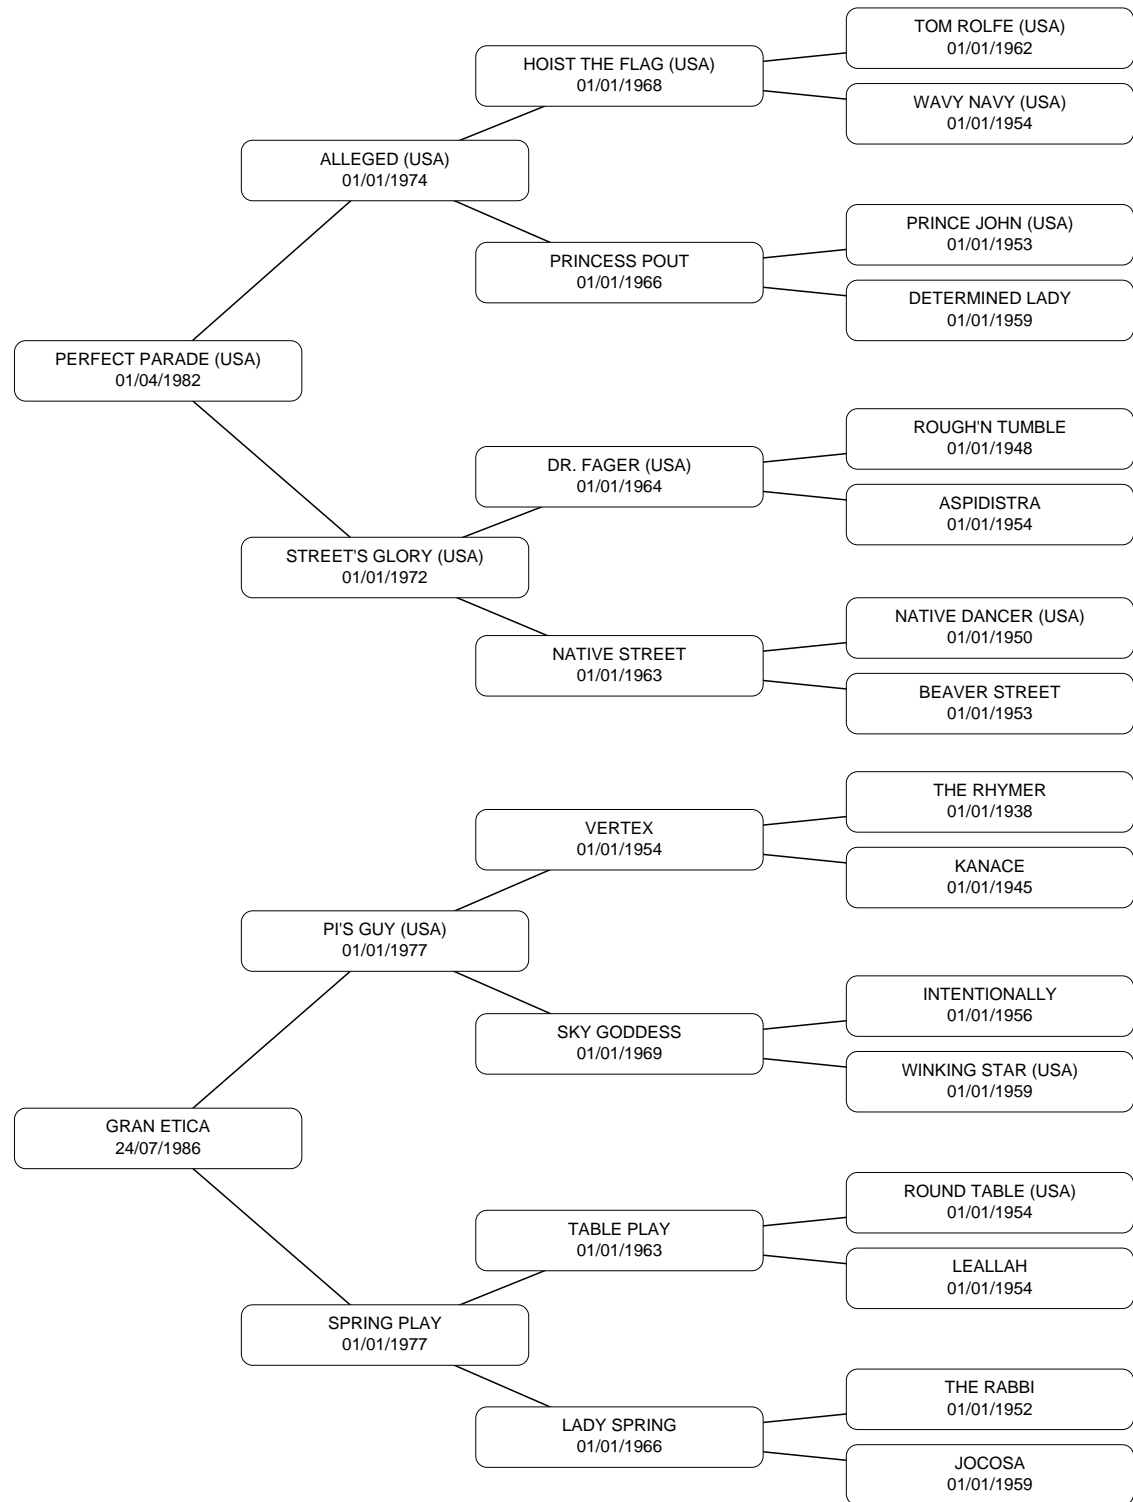 TOM ROLFE (USA)
01/01/1962
HOIST THE FLAG (USA)
01/01/1968
WAVY NAVY (USA)
01/01/1954
ALLEGED (USA)
01/01/1974
PRINCE JOHN (USA)
01/01/1953
PRINCESS POUT
01/01/1966
DETERMINED LADY
01/01/1959
PERFECT PARADE (USA)
01/04/1982
ROUGH'N TUMBLE
01/01/1948
DR. FAGER (USA)
01/01/1964
ASPIDISTRA
01/01/1954
STREET'S GLORY (USA)
01/01/1972
NATIVE DANCER (USA)
01/01/1950
NATIVE STREET
01/01/1963
BEAVER STREET
01/01/1953
THE RHYMER
01/01/1938
VERTEX
01/01/1954
KANACE
01/01/1945
PI'S GUY (USA)
01/01/1977
INTENTIONALLY
01/01/1956
SKY GODDESS
01/01/1969
WINKING STAR (USA)
01/01/1959
GRAN ETICA
24/07/1986
ROUND TABLE (USA)
01/01/1954
TABLE PLAY
01/01/1963
LEALLAH
01/01/1954
SPRING PLAY
01/01/1977
THE RABBI
01/01/1952
LADY SPRING
01/01/1966
JOCOSA
01/01/1959